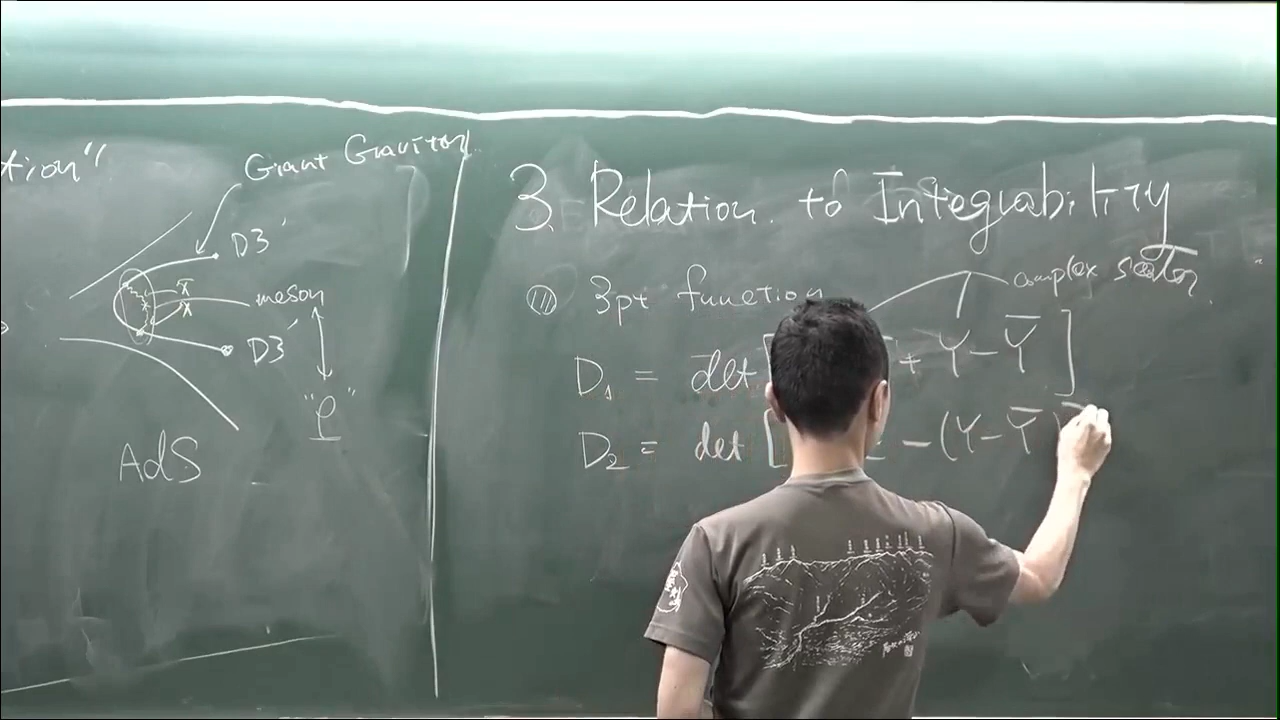 tion"
Giant Graviton
D3'
x̄
x
meson
D3'
"ρ"
AdS
3. Relation to Integrability
⑪ 3pt function
complex scalar.
D₁ = det [ + Y - Ȳ ]
D₂ = det [ - (Y - Ȳ)